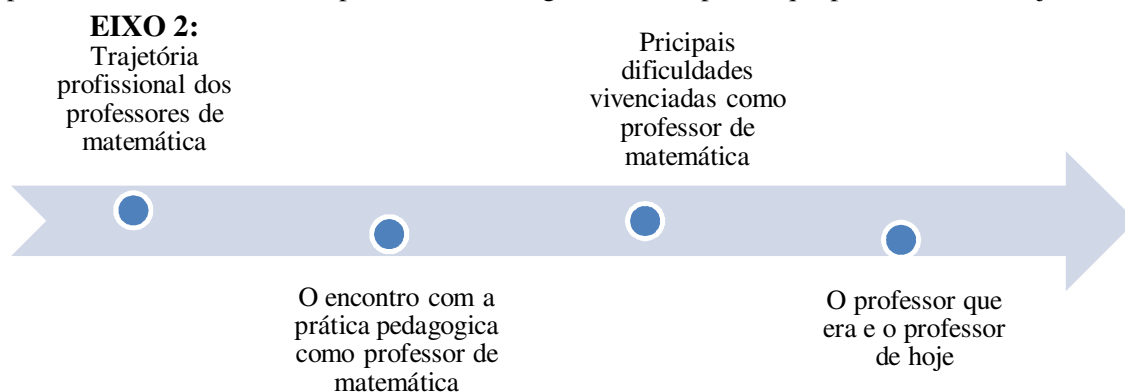 EIXO 2:
Trajetória
profissional dos
professores de
matemática
O encontro com a
prática pedagogica
como professor de
matemática
Pricipais
dificuldades
vivenciadas como
professor de
matemática
O professor que
era e o professor
de hoje